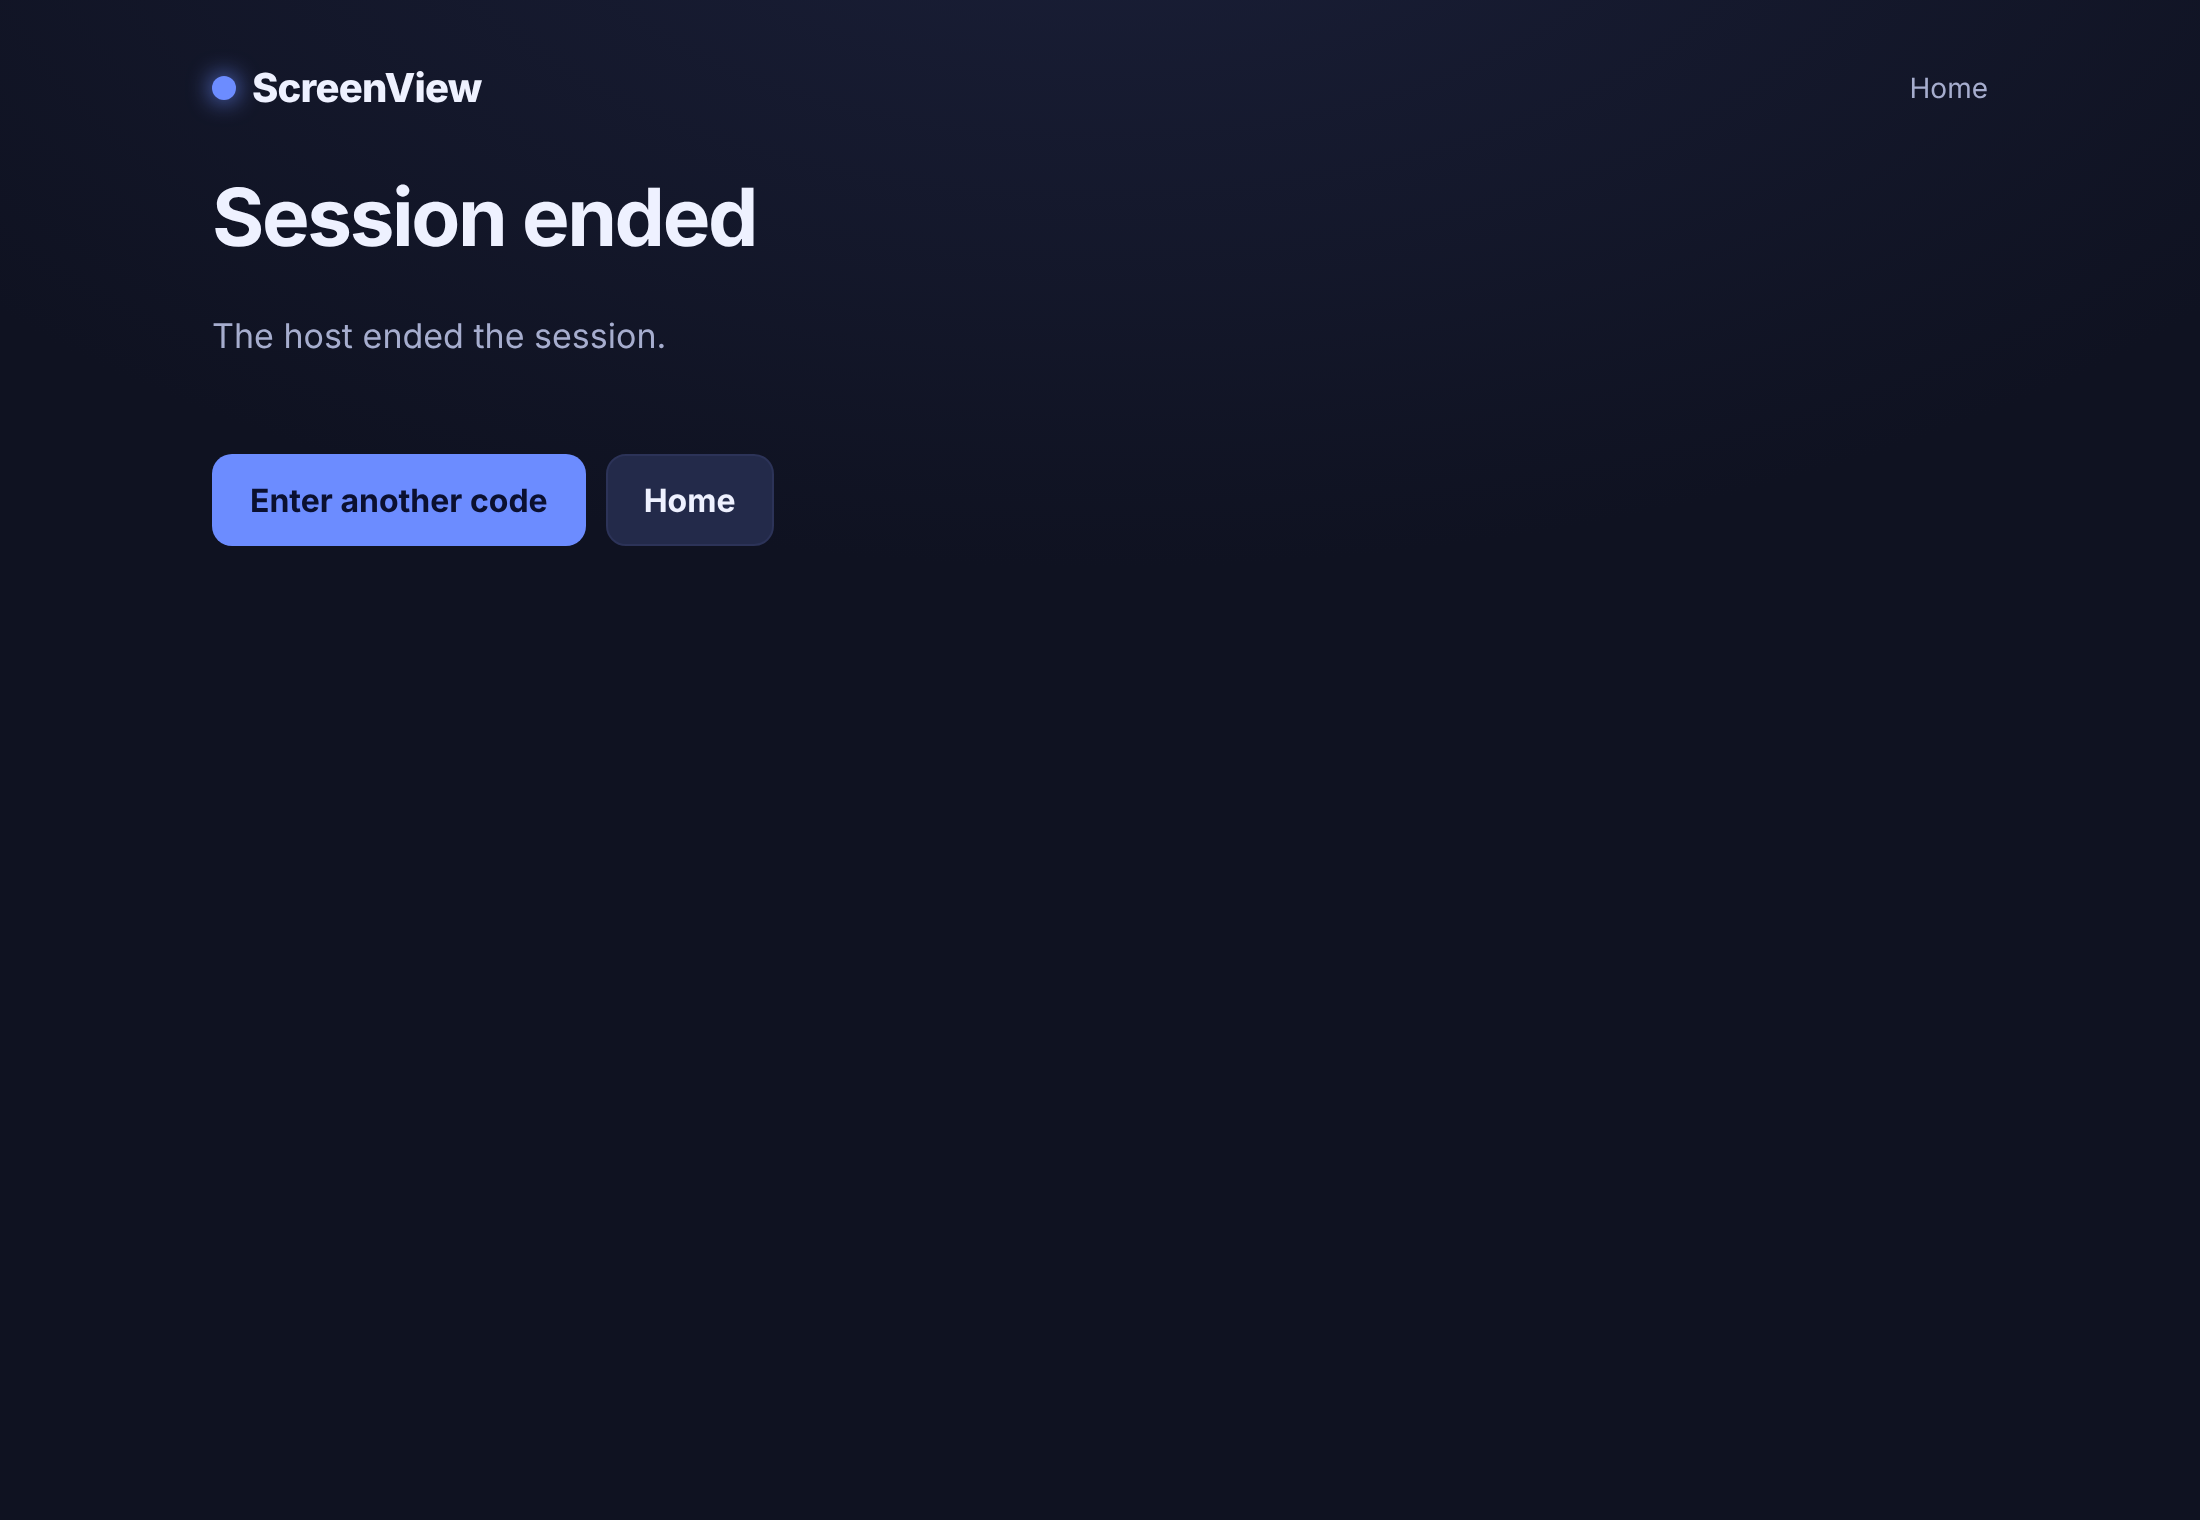 ScreenView
Home
Session ended
The host ended the session.
Enter another code
Home